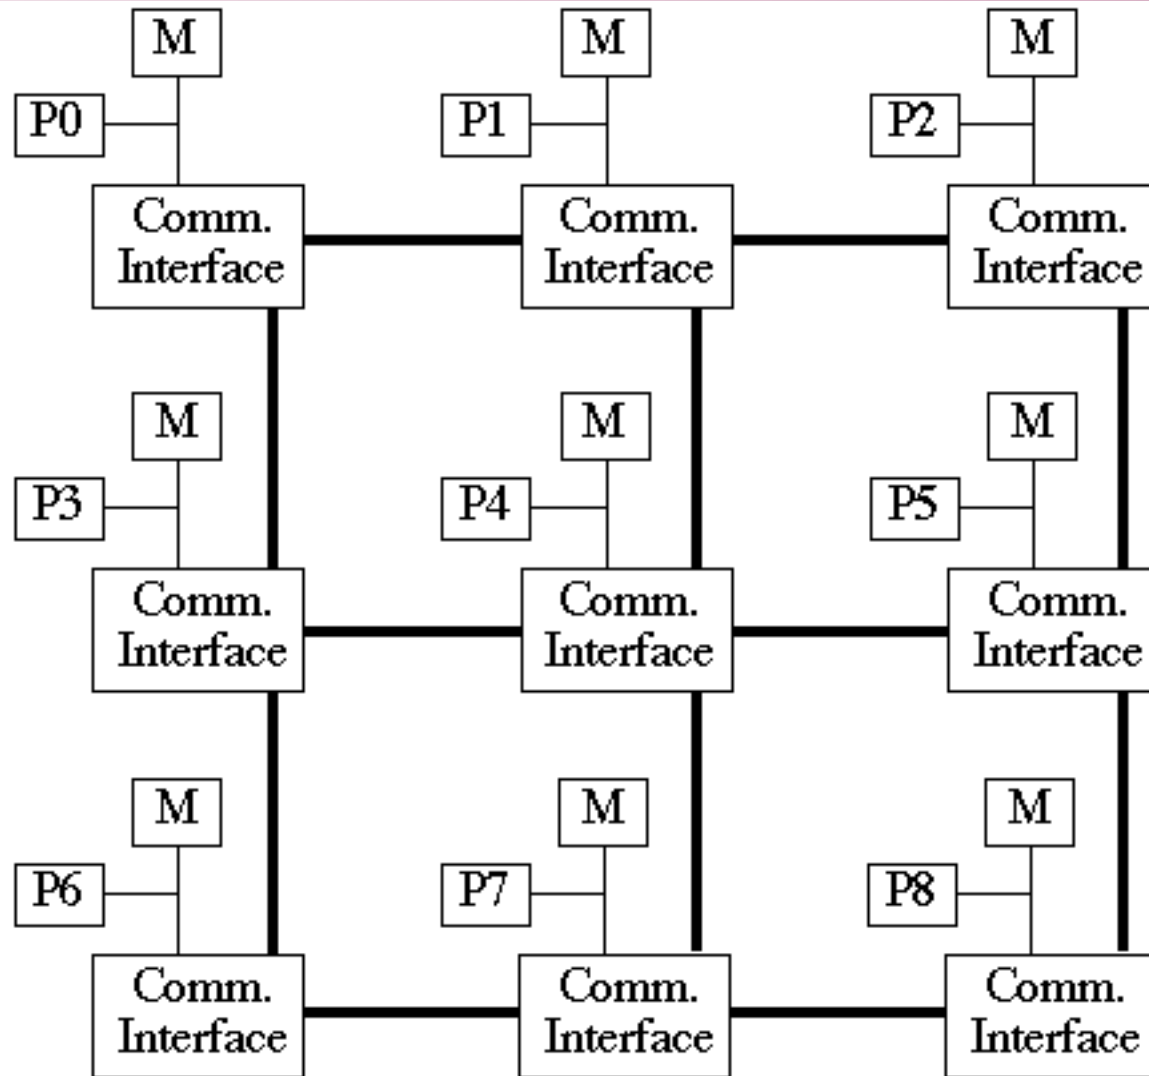 M
M
M
P0
P1
P2
Comm.
Interface
Comm.
Interface
Comm.
Interface
M
M
M
P3
P4
P5
Comm.
Interface
Comm.
Interface
Comm.
Interface
M
M
M
P6
P7
P8
Comm.
Interface
Comm.
Interface
Comm.
Interface